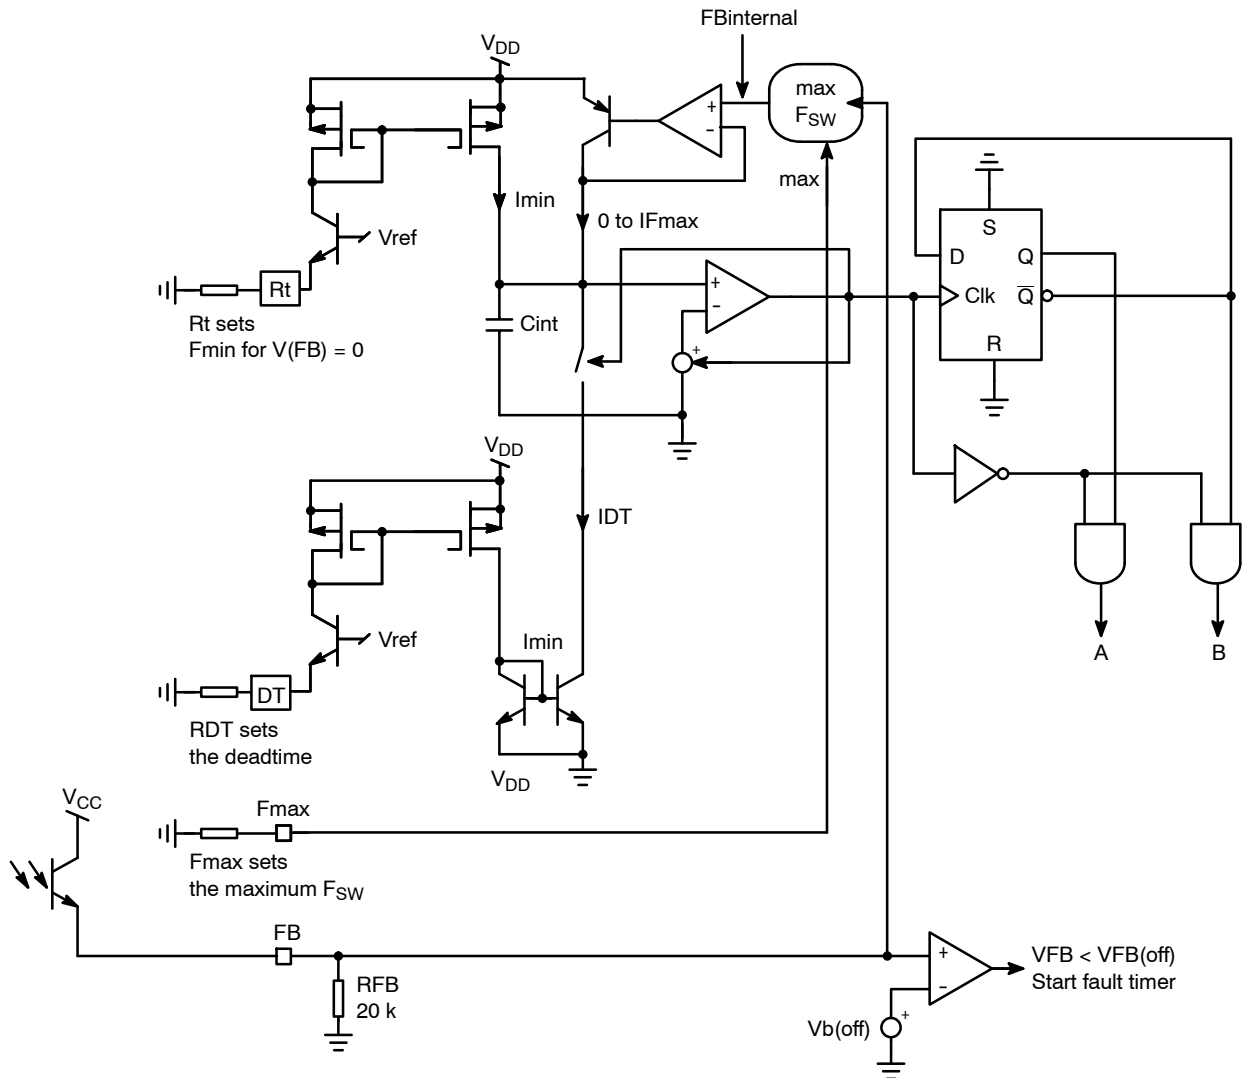 FBinternal
VDD
max
FSW
+
−
max
Imin
0 to IFmax
Vref
S
D
Q
Clk
Q̅
R
Rt
Rt sets
Fmin for V(FB) = 0
+
−
Cint
+
VDD
IDT
Vref
Imin
A
B
DT
RDT sets
the deadtime
VDD
VCC
Fmax
Fmax sets
the maximum FSW
FB
RFB
20 k
+
−
VFB < VFB(off)
Start fault timer
Vb(off)
+